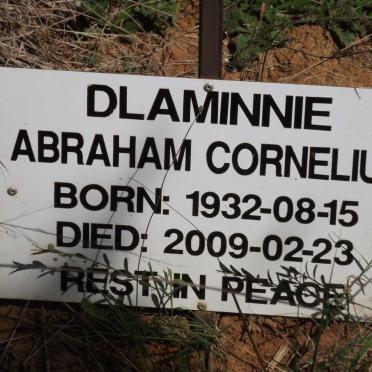 DLAMINNIE
ABRAHAM CORNELIU
BORN: 1932-08-15
DIED: 2009-02-23
REST IN PEACE